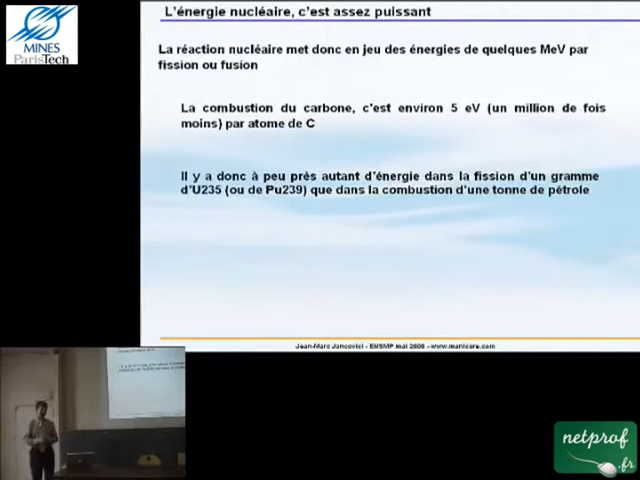 MINES
ParisTech
L'énergie nucléaire, c'est assez puissant
La réaction nucléaire met donc en jeu des énergies de quelques MeV par
fission ou fusion
La combustion du carbone, c'est environ 5 eV (un million de fois
moins) par atome de C
Il y a donc à peu près autant d'énergie dans la fission d'un gramme
d'U235 (ou de Pu239) que dans la combustion d'une tonne de pétrole
Jean-Marc Jancovici - ENSMP mai 2008 - www.manicore.com
netprof
.fr